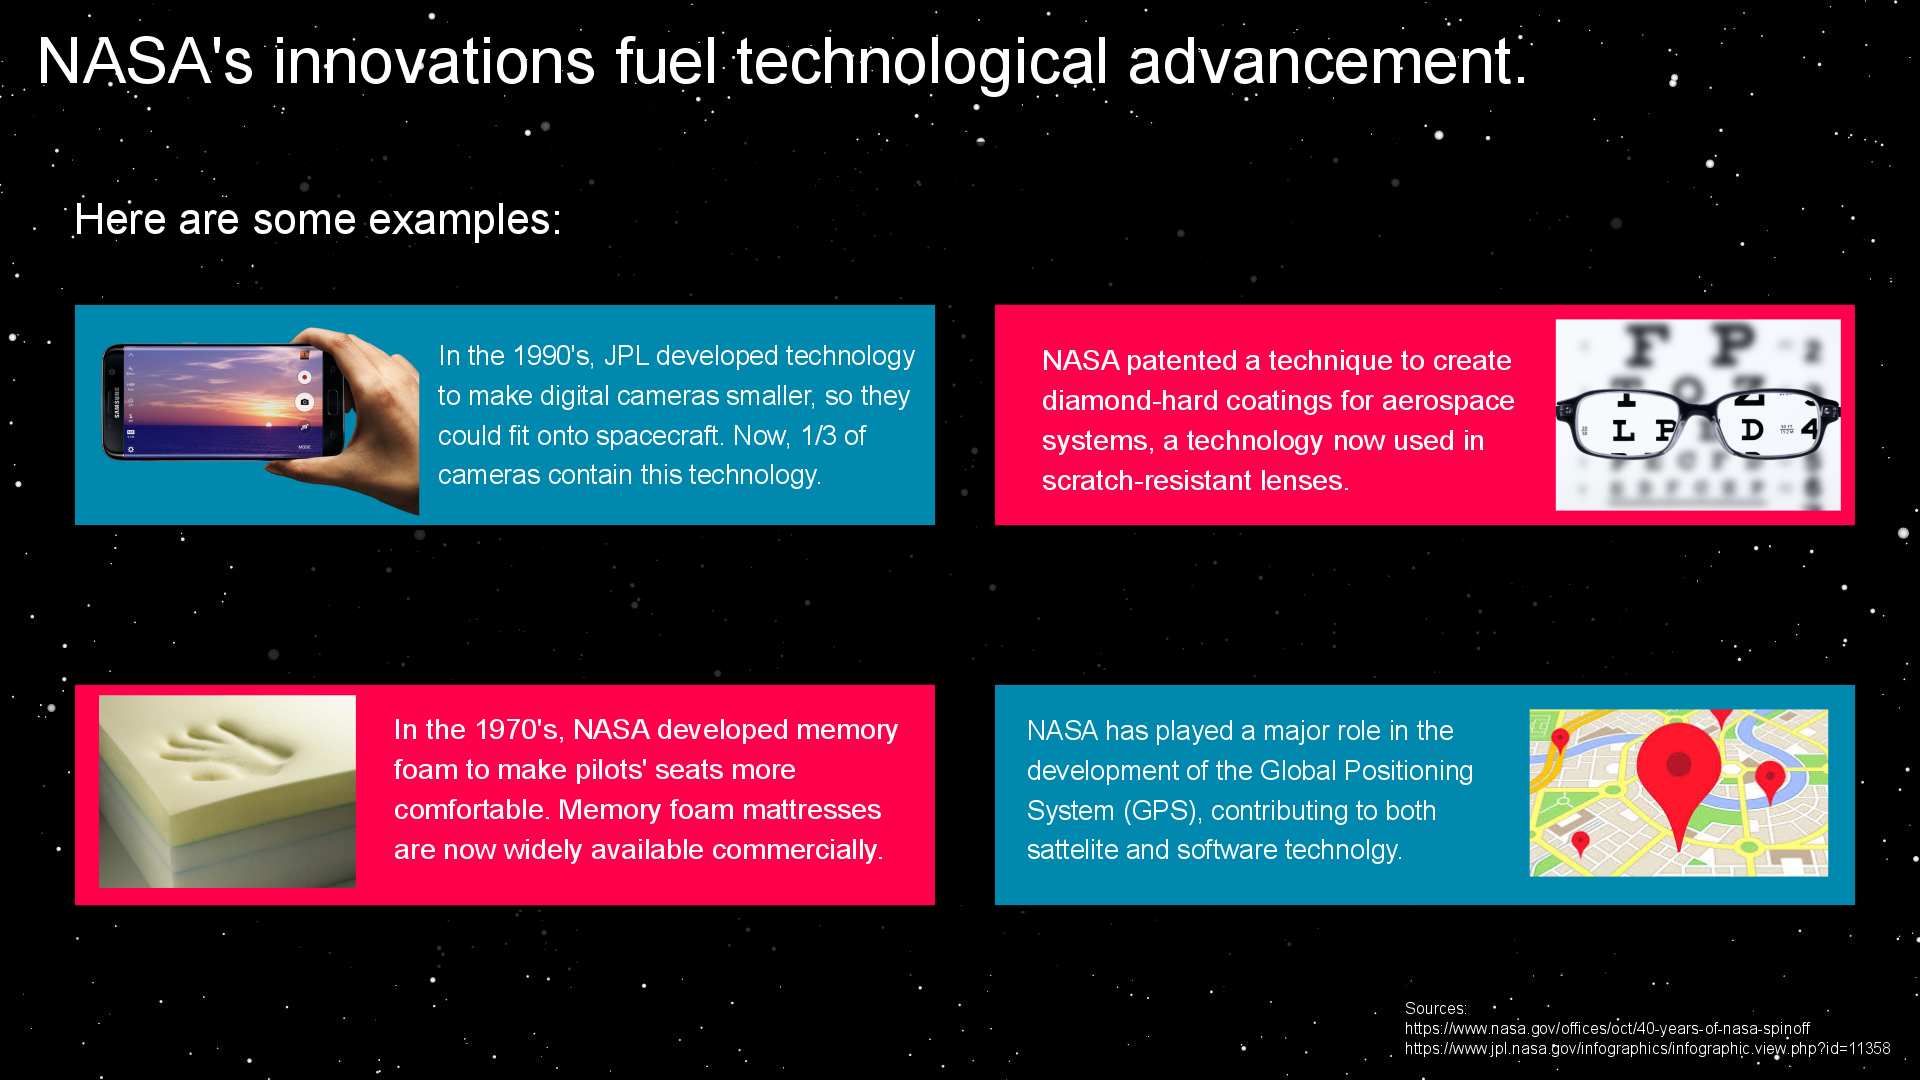 NASA's innovations fuel technological advancement.
Here are some examples:
In the 1990's, JPL developed technology
to make digital cameras smaller, so they
could fit onto spacecraft. Now, 1/3 of
cameras contain this technology.
SAMSUNG
MODE
NASA patented a technique to create
diamond-hard coatings for aerospace
systems, a technology now used in
scratch-resistant lenses.
F P
T O Z
L P D 4
In the 1970's, NASA developed memory
foam to make pilots' seats more
comfortable. Memory foam mattresses
are now widely available commercially.
NASA has played a major role in the
development of the Global Positioning
System (GPS), contributing to both
sattelite and software technolgy.
Sources:
https://www.nasa.gov/offices/oct/40-years-of-nasa-spinoff
https://www.jpl.nasa.gov/infographics/infographic.view.php?id=11358